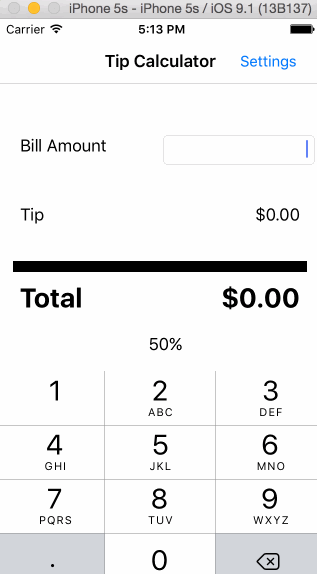 iPhone 5s - iPhone 5s / iOS 9.1 (13B137)
Carrier 5:13 PM
Tip Calculator Settings
Bill Amount
Tip $0.00
Total $0.00
50%
1 2 3
ABC DEF
4 5 6
GHI JKL MNO
7 8 9
PQRS TUV WXYZ
. 0